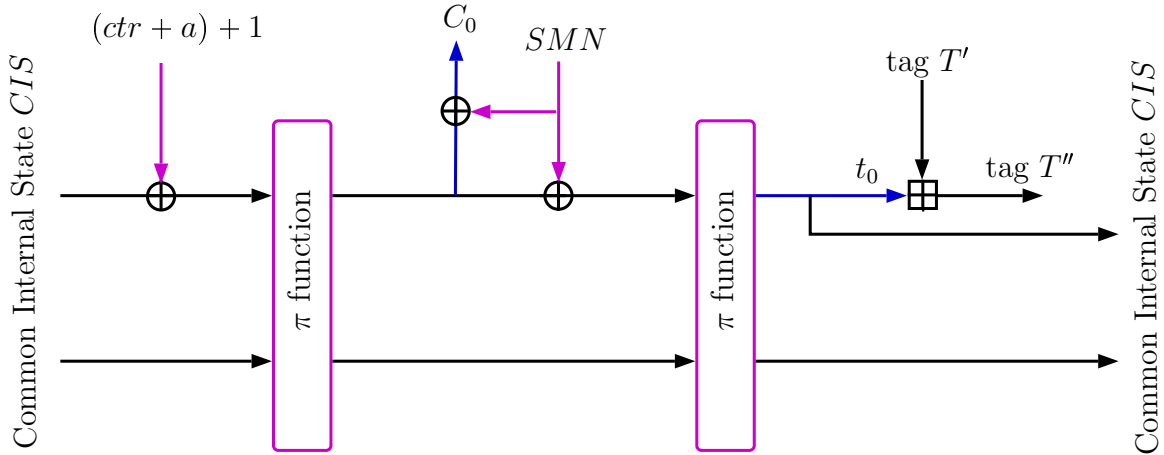 Common Internal State CIS
(ctr + a) + 1
π function
C₀
SMN
π function
t₀
tag T′
tag T″
Common Internal State CIS